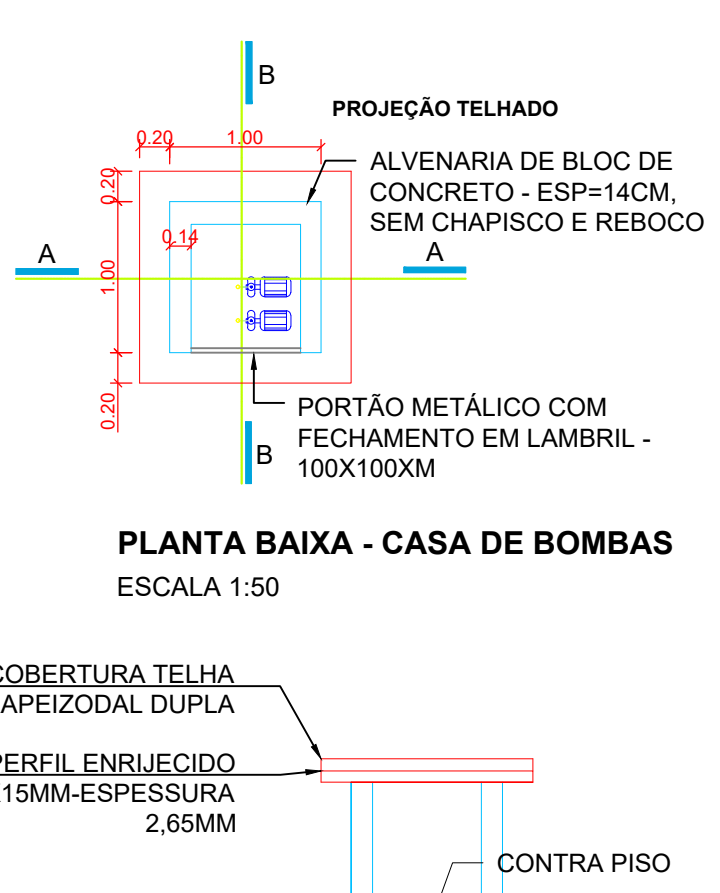 B
PROJEÇÃO TELHADO
0.20
1.00
ALVENARIA DE BLOC DE
CONCRETO - ESP=14CM,
SEM CHAPISCO E REBOCO
0.20
0.14
A
A
1.00
0.20
PORTÃO METÁLICO COM
FECHAMENTO EM LAMBRIL -
100X100XM
B
PLANTA BAIXA - CASA DE BOMBAS
ESCALA 1:50
COBERTURA TELHA
APEIZODAL DUPLA
PERFIL ENRIJECIDO
15MM-ESPESSURA
2,65MM
CONTRA PISO